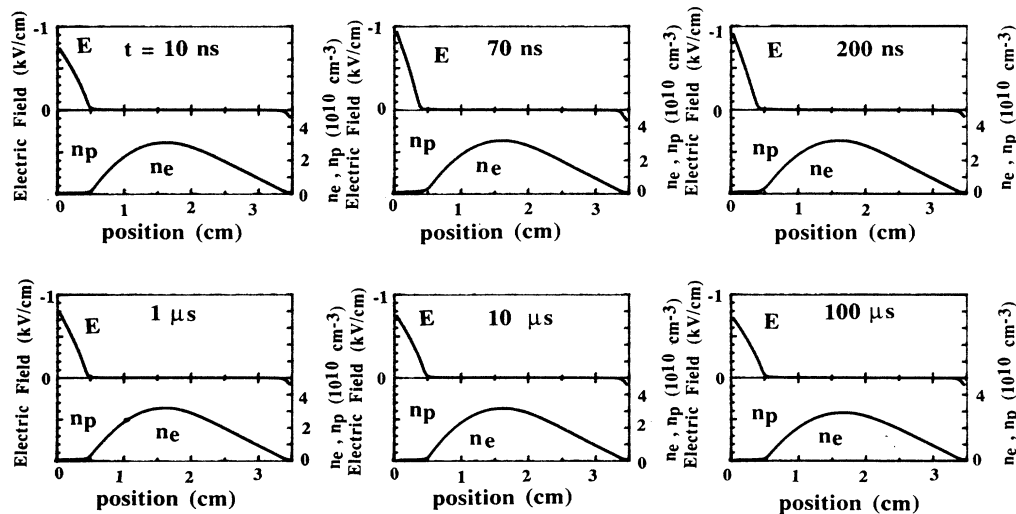 -1
E
t = 10 ns
0
Electric Field (kV/cm)
np
ne
4
2
0
ne , np (10^10 cm-3)
0 1 2 3
position (cm)
Electric Field (kV/cm)
-1
E
70 ns
0
np
ne
4
2
0
ne , np (10^10 cm-3)
0 1 2 3
position (cm)
Electric Field (kV/cm)
-1
E
200 ns
0
np
ne
4
2
0
ne , np (10^10 cm-3)
0 1 2 3
position (cm)
Electric Field (kV/cm)
-1
E
1 μs
0
np
ne
4
2
0
ne , np (10^10 cm-3)
0 1 2 3
position (cm)
Electric Field (kV/cm)
-1
E
10 μs
0
np
ne
4
2
0
ne , np (10^10 cm-3)
0 1 2 3
position (cm)
Electric Field (kV/cm)
-1
E
100 μs
0
np
ne
4
2
0
ne , np (10^10 cm-3)
0 1 2 3
position (cm)